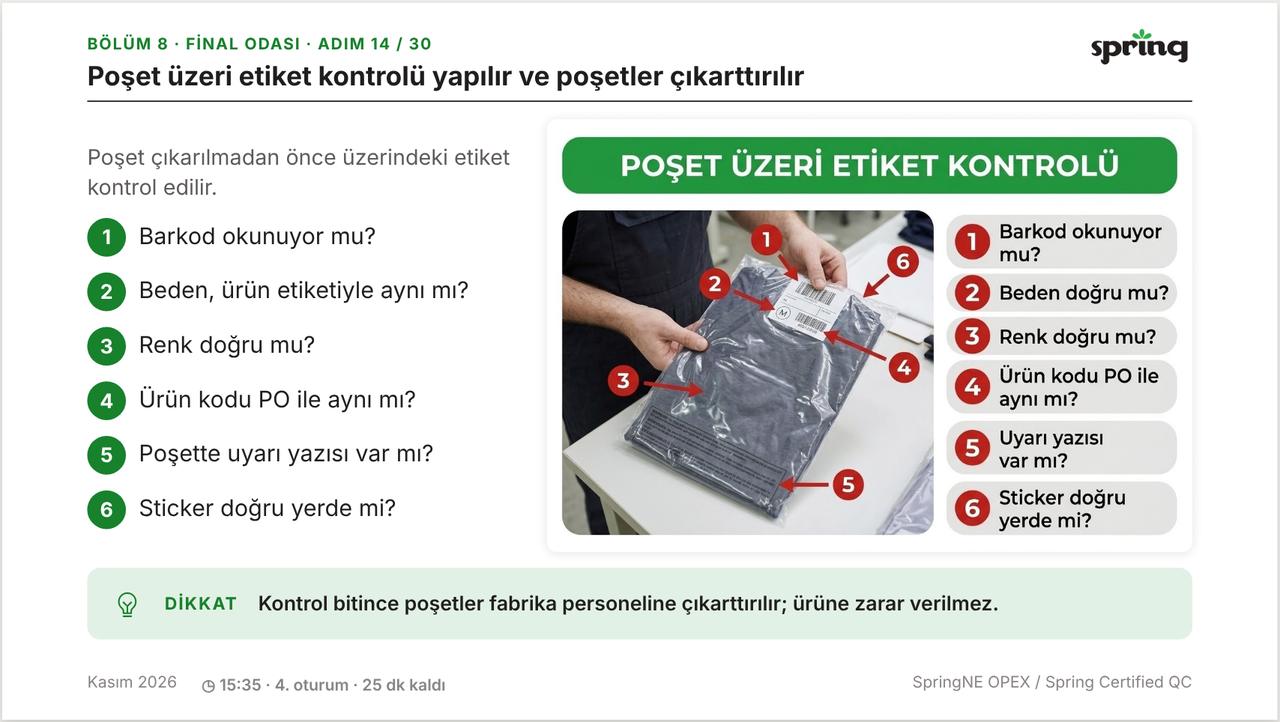 BÖLÜM 8 · FİNAL ODASI · ADIM 14 / 30
spring
Poşet üzeri etiket kontrolü yapılır ve poşetler çıkarttırılır
Poşet çıkarılmadan önce üzerindeki etiket
kontrol edilir.
1 Barkod okunuyor mu?
2 Beden, ürün etiketiyle aynı mı?
3 Renk doğru mu?
4 Ürün kodu PO ile aynı mı?
5 Poşette uyarı yazısı var mı?
6 Sticker doğru yerde mi?
POŞET ÜZERİ ETİKET KONTROLÜ
1
6
2
M
4
3
5
1 Barkod okunuyor
mu?
2 Beden doğru mu?
3 Renk doğru mu?
4 Ürün kodu PO ile
aynı mı?
5 Uyarı yazısı
var mı?
6 Sticker doğru
yerde mi?
DİKKAT Kontrol bitince poşetler fabrika personeline çıkarttırılır; ürüne zarar verilmez.
Kasım 2026 15:35 · 4. oturum · 25 dk kaldı
SpringNE OPEX / Spring Certified QC